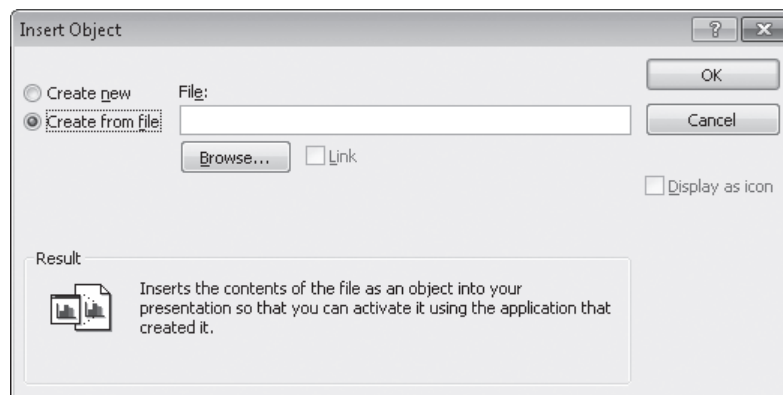 Insert Object
?
Create new
File:
OK
Create from file
Cancel
Browse...
Link
Display as icon
Result
Inserts the contents of the file as an object into your
presentation so that you can activate it using the application that
created it.